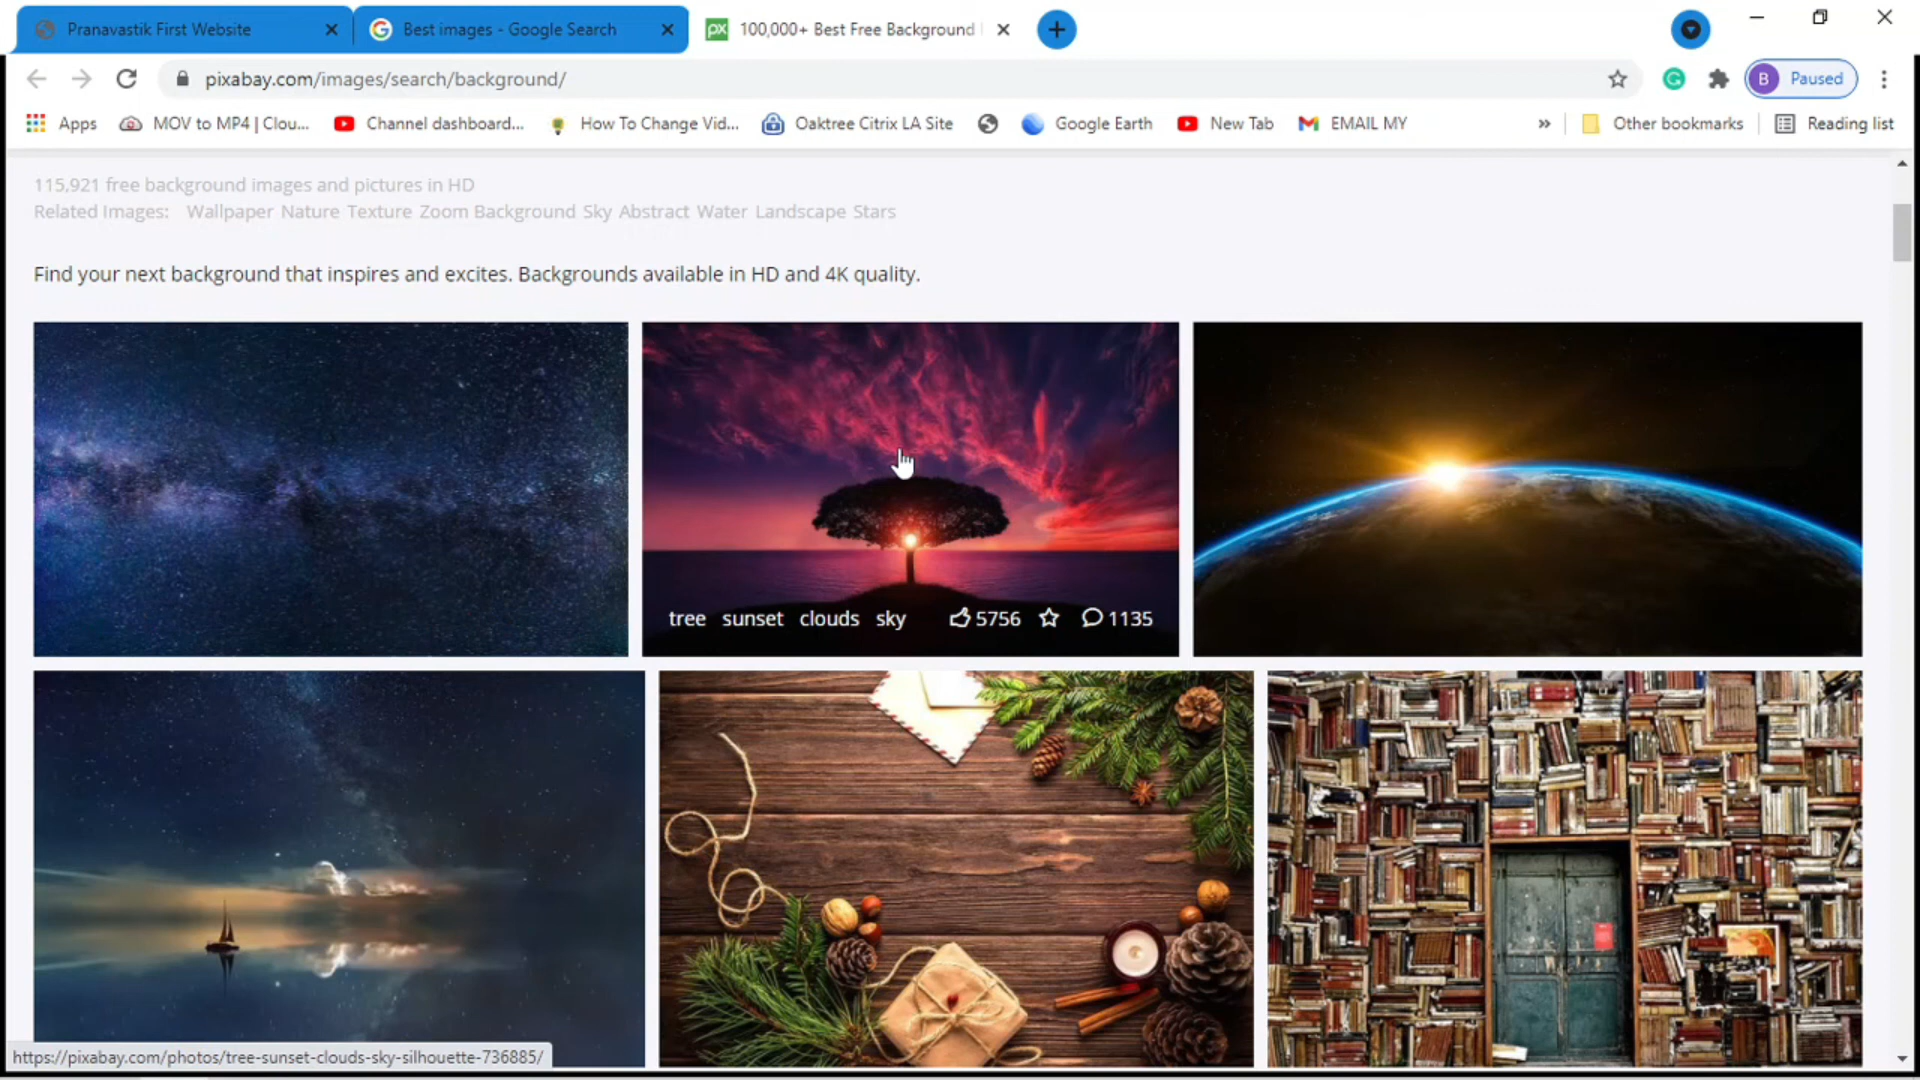 Pranavastik First Website
Best images - Google Search
px 100,000+ Best Free Background
pixabay.com/images/search/background/
B Paused
Apps
MOV to MP4 | Clou...
Channel dashboard...
How To Change Vid...
Oaktree Citrix LA Site
Google Earth
New Tab
EMAIL MY
»
Other bookmarks
Reading list
115,921 free background images and pictures in HD
Related Images: Wallpaper Nature Texture Zoom Background Sky Abstract Water Landscape Stars
Find your next background that inspires and excites. Backgrounds available in HD and 4K quality.
tree sunset clouds sky 5756 1135
https://pixabay.com/photos/tree-sunset-clouds-sky-silhouette-736885/